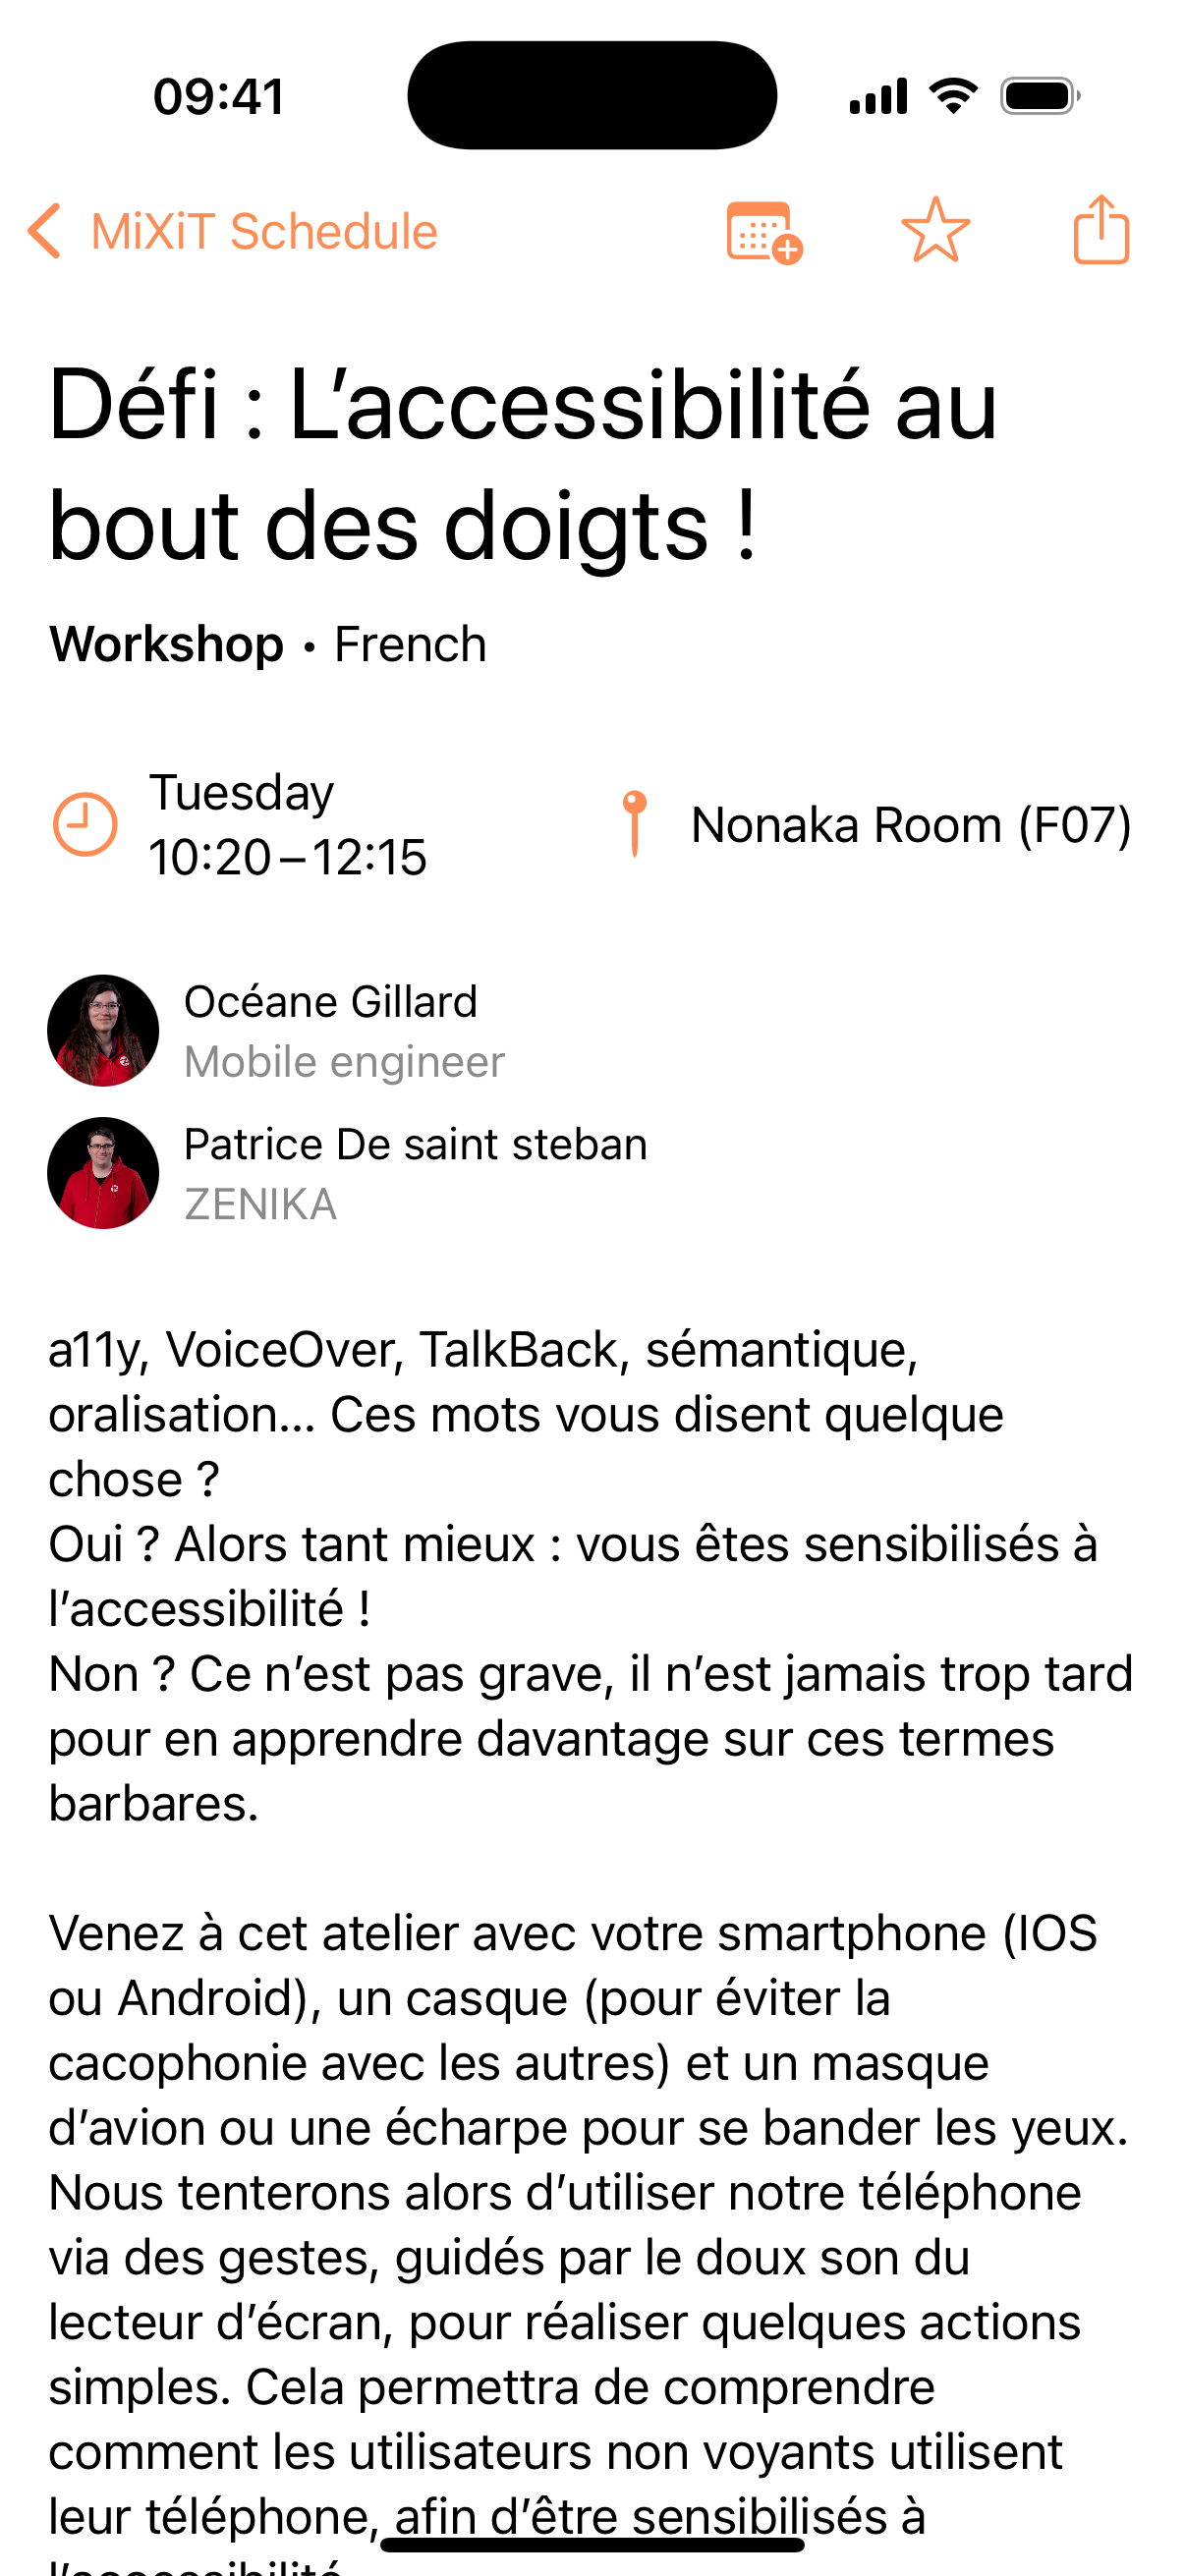 09:41
MiXiT Schedule
Défi : L’accessibilité au
bout des doigts !
Workshop • French
Tuesday
10:20 – 12:15
Nonaka Room (F07)
Océane Gillard
Mobile engineer
Patrice De saint steban
ZENIKA
a11y, VoiceOver, TalkBack, sémantique,
oralisation… Ces mots vous disent quelque
chose ?
Oui ? Alors tant mieux : vous êtes sensibilisés à
l’accessibilité !
Non ? Ce n’est pas grave, il n’est jamais trop tard
pour en apprendre davantage sur ces termes
barbares.
Venez à cet atelier avec votre smartphone (IOS
ou Android), un casque (pour éviter la
cacophonie avec les autres) et un masque
d’avion ou une écharpe pour se bander les yeux.
Nous tenterons alors d’utiliser notre téléphone
via des gestes, guidés par le doux son du
lecteur d’écran, pour réaliser quelques actions
simples. Cela permettra de comprendre
comment les utilisateurs non voyants utilisent
leur téléphone, afin d’être sensibilisés à
l’accessibilité